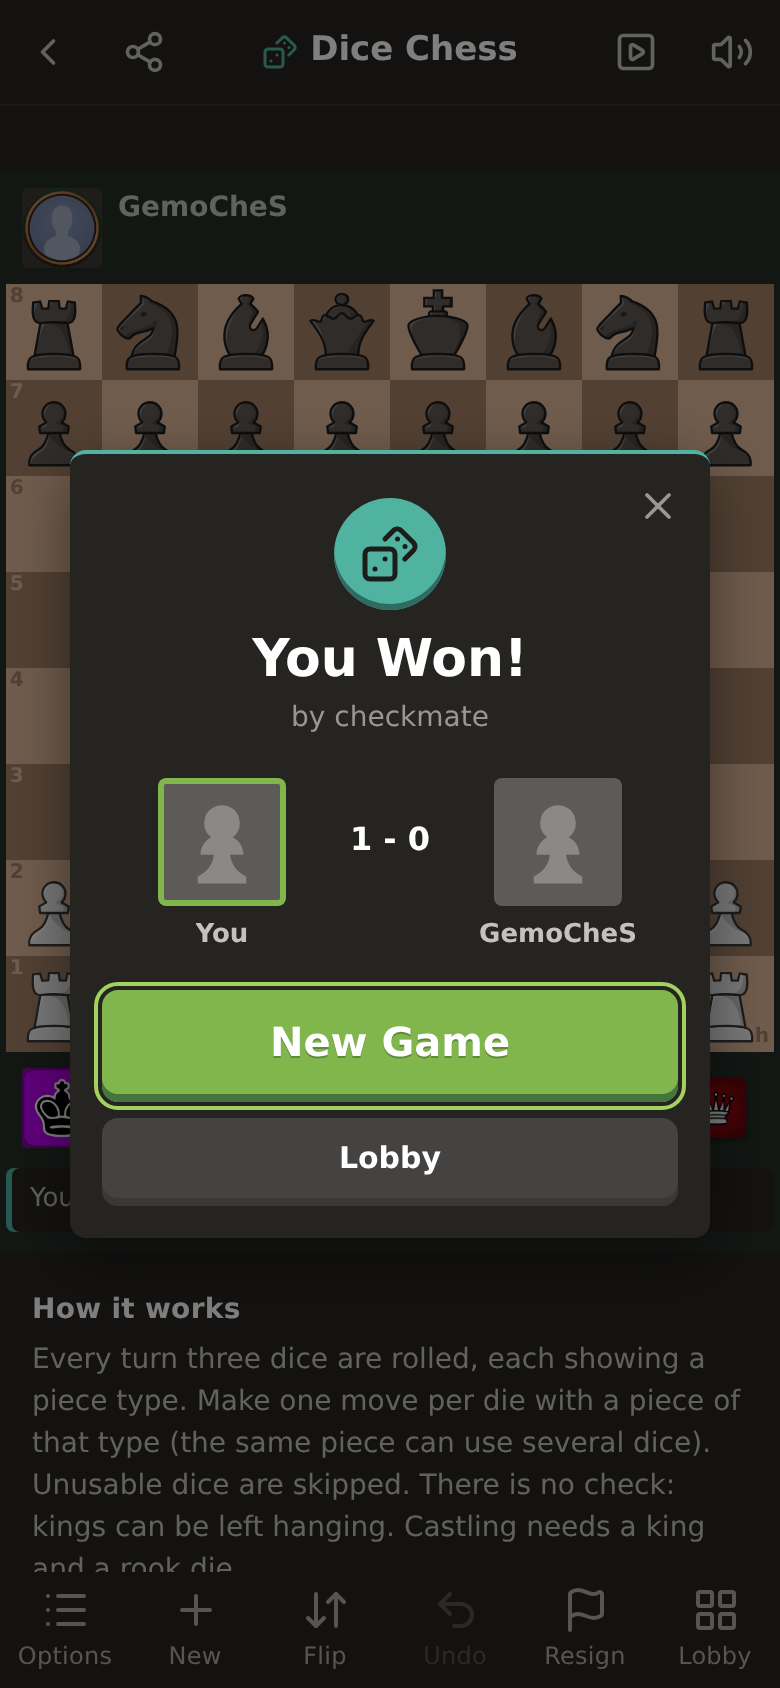 Dice Chess
GemoCheS
8
7
6
5
4
3
2
1
h
You Won!
by checkmate
1 - 0
You
GemoCheS
New Game
Lobby
You
How it works
Every turn three dice are rolled, each showing a
piece type. Make one move per die with a piece of
that type (the same piece can use several dice).
Unusable dice are skipped. There is no check:
kings can be left hanging. Castling needs a king
and a rook die
Options
New
Flip
Undo
Resign
Lobby